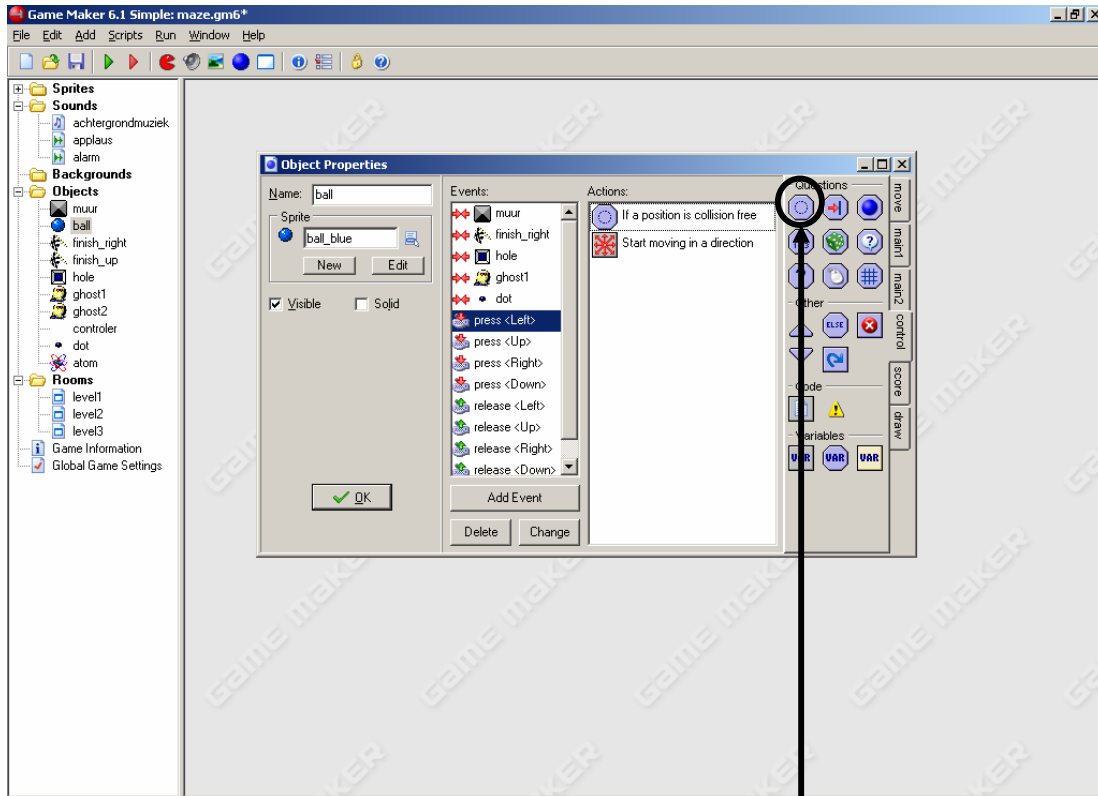 Game Maker 6.1 Simple: maze.gm6*
File Edit Add Scripts Run Window Help
Sprites
Sounds
achtergrondmuziek
applaus
alarm
Backgrounds
Objects
muur
ball
finish_right
finish_up
hole
ghost1
ghost2
controler
dot
atom
Rooms
level1
level2
level3
Game Information
Global Game Settings
Object Properties
Name: ball
Sprite
ball_blue
New Edit
Visible Solid
OK
Events:
muur
finish_right
hole
ghost1
dot
press <Left>
press <Up>
press <Right>
press <Down>
release <Left>
release <Up>
release <Right>
release <Down>
Add Event
Delete Change
Actions:
If a position is collision free
Start moving in a direction
Questions
Other
ELSE
Code
Variables
VAR VAR VAR
move
main1
main2
control
score
draw
GAME MAKER